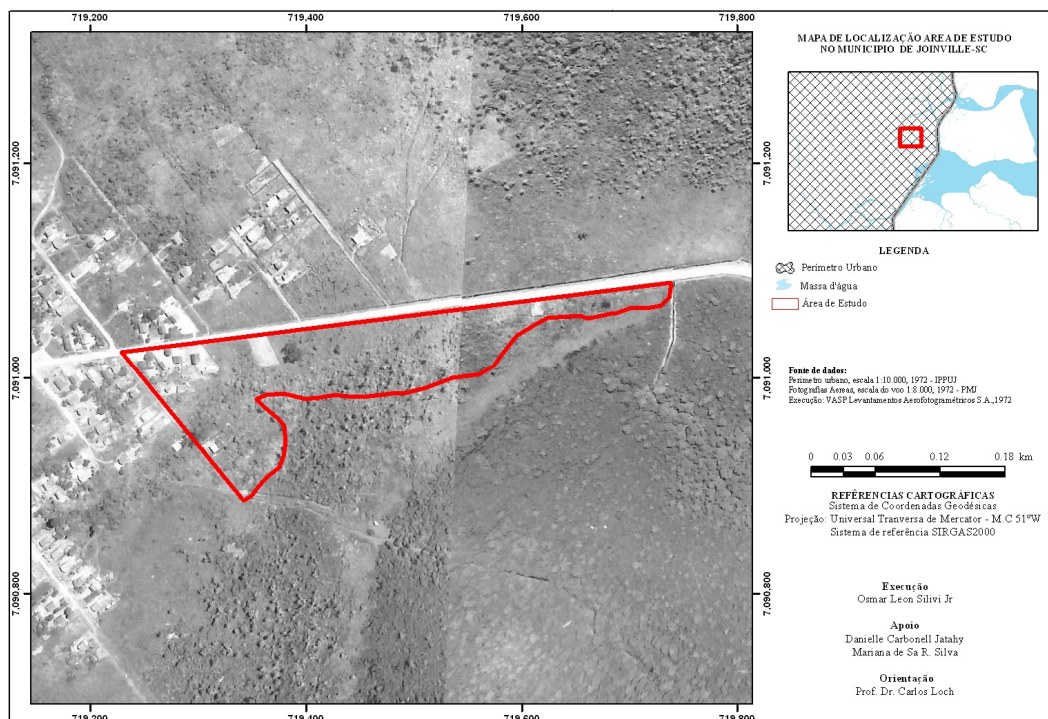 719,200 719,400 719,600 719,800
7,091,200 7,091,200
7,091,000 7,091,000
7,090,800 7,090,800
719,200 719,400 719,600 719,800
MAPA DE LOCALIZAÇÃO AREA DE ESTUDO
NO MUNICIPIO DE JOINVILLE-SC
LEGENDA
Perímetro Urbano
Massa d'água
Área de Estudo
Fonte de dados:
Perimetro urbano, escala 1:10.000, 1972 - IPPUJ
Fotografias Aereas, escala do voo 1:8.000, 1972 - PMJ
Execução: VASP Levantamentos Aerofotogramétricos S.A.,1972
0 0.03 0.06 0.12 0.18 km
REFÊRENCIAS CARTOGRÁFICAS
Sistema de Coordenadas Geodésicas
Projeção: Universal Tranversa de Mercator - M.C 51°W
Sistema de referência SIRGAS2000
Execução
Osmar Leon Silivi Jr
Apoio
Danielle Carbonell Jatahy
Mariana de Sa R. Silva
Orientação
Prof. Dr. Carlos Loch